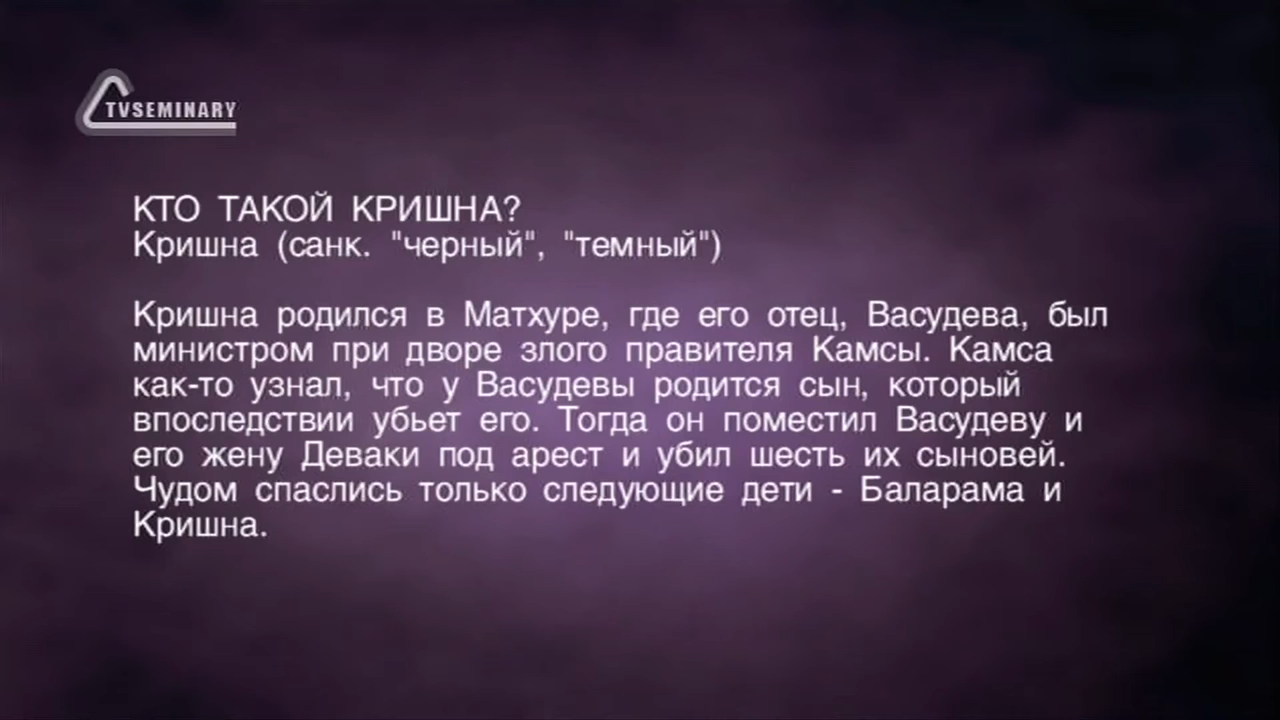 TVSEMINARY
КТО ТАКОЙ КРИШНА?
Кришна (санк. "черный", "темный")
Кришна родился в Матхуре, где его отец, Васудева, был
министром при дворе злого правителя Камсы. Камса
как-то узнал, что у Васудевы родится сын, который
впоследствии убьет его. Тогда он поместил Васудеву и
его жену Деваки под арест и убил шесть их сыновей.
Чудом спаслись только следующие дети - Баларама и
Кришна.